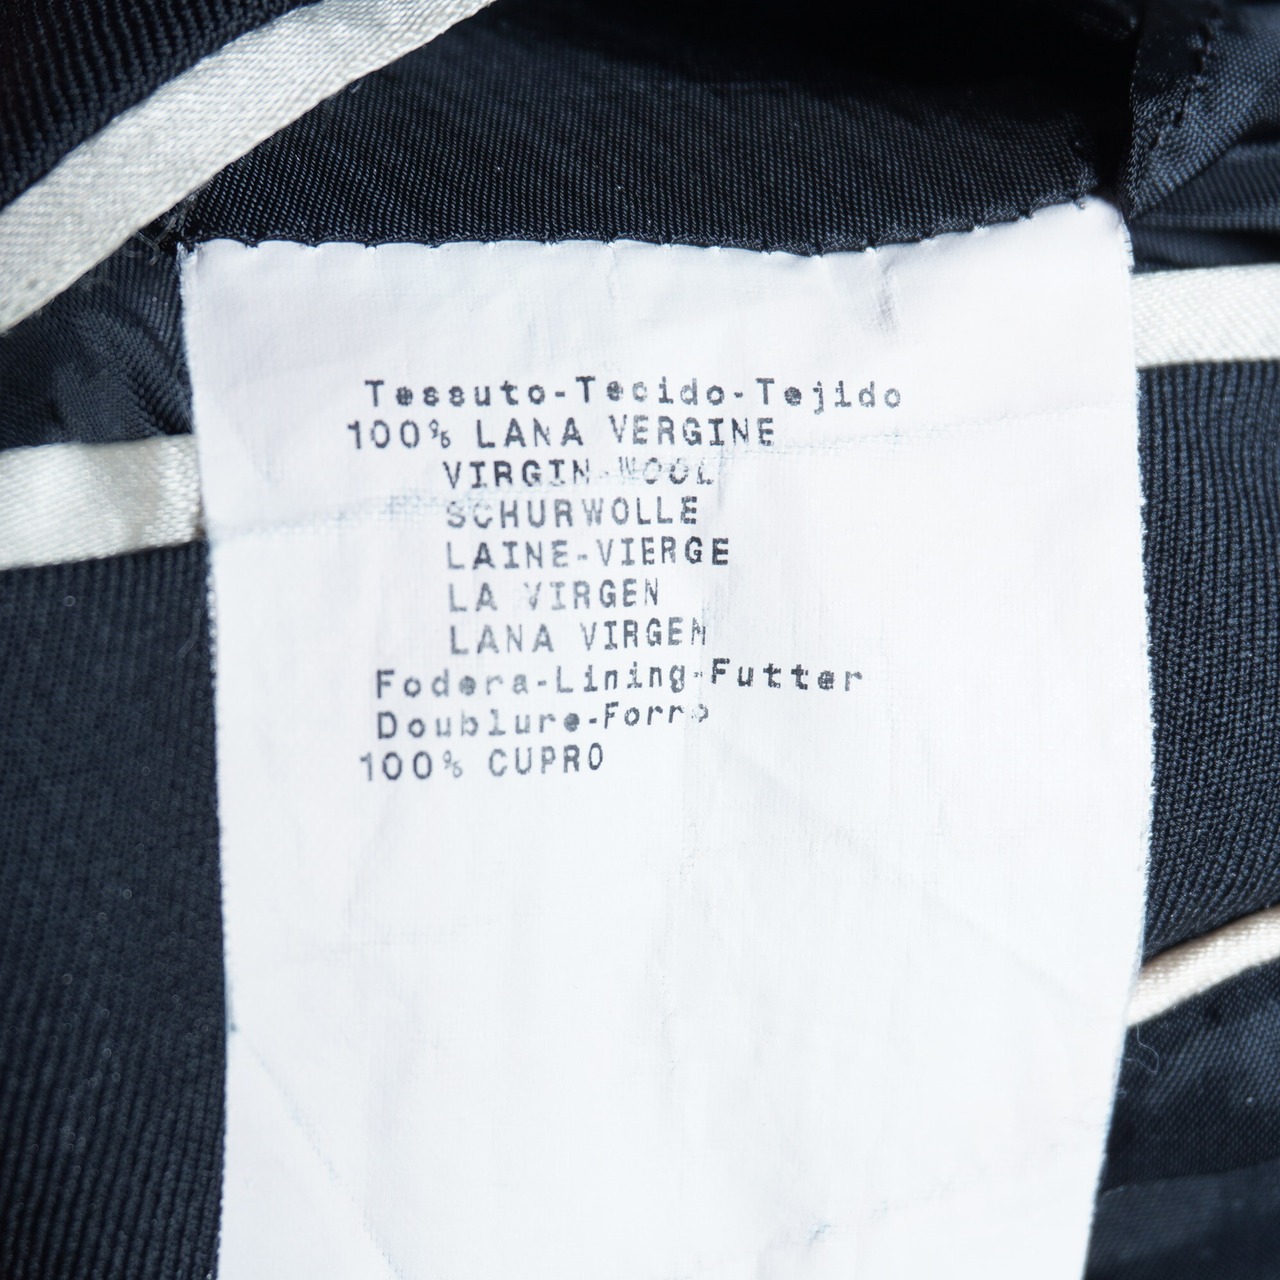 Tessuto-Tecido-Tejido
100% LANA VERGINE
VIRGIN-WOOL
SCHURWOLLE
LAINE-VIERGE
LA VIRGEN
LANA VIRGEN
Fodera-Lining-Futter
Doublure-Forro
100% CUPRO